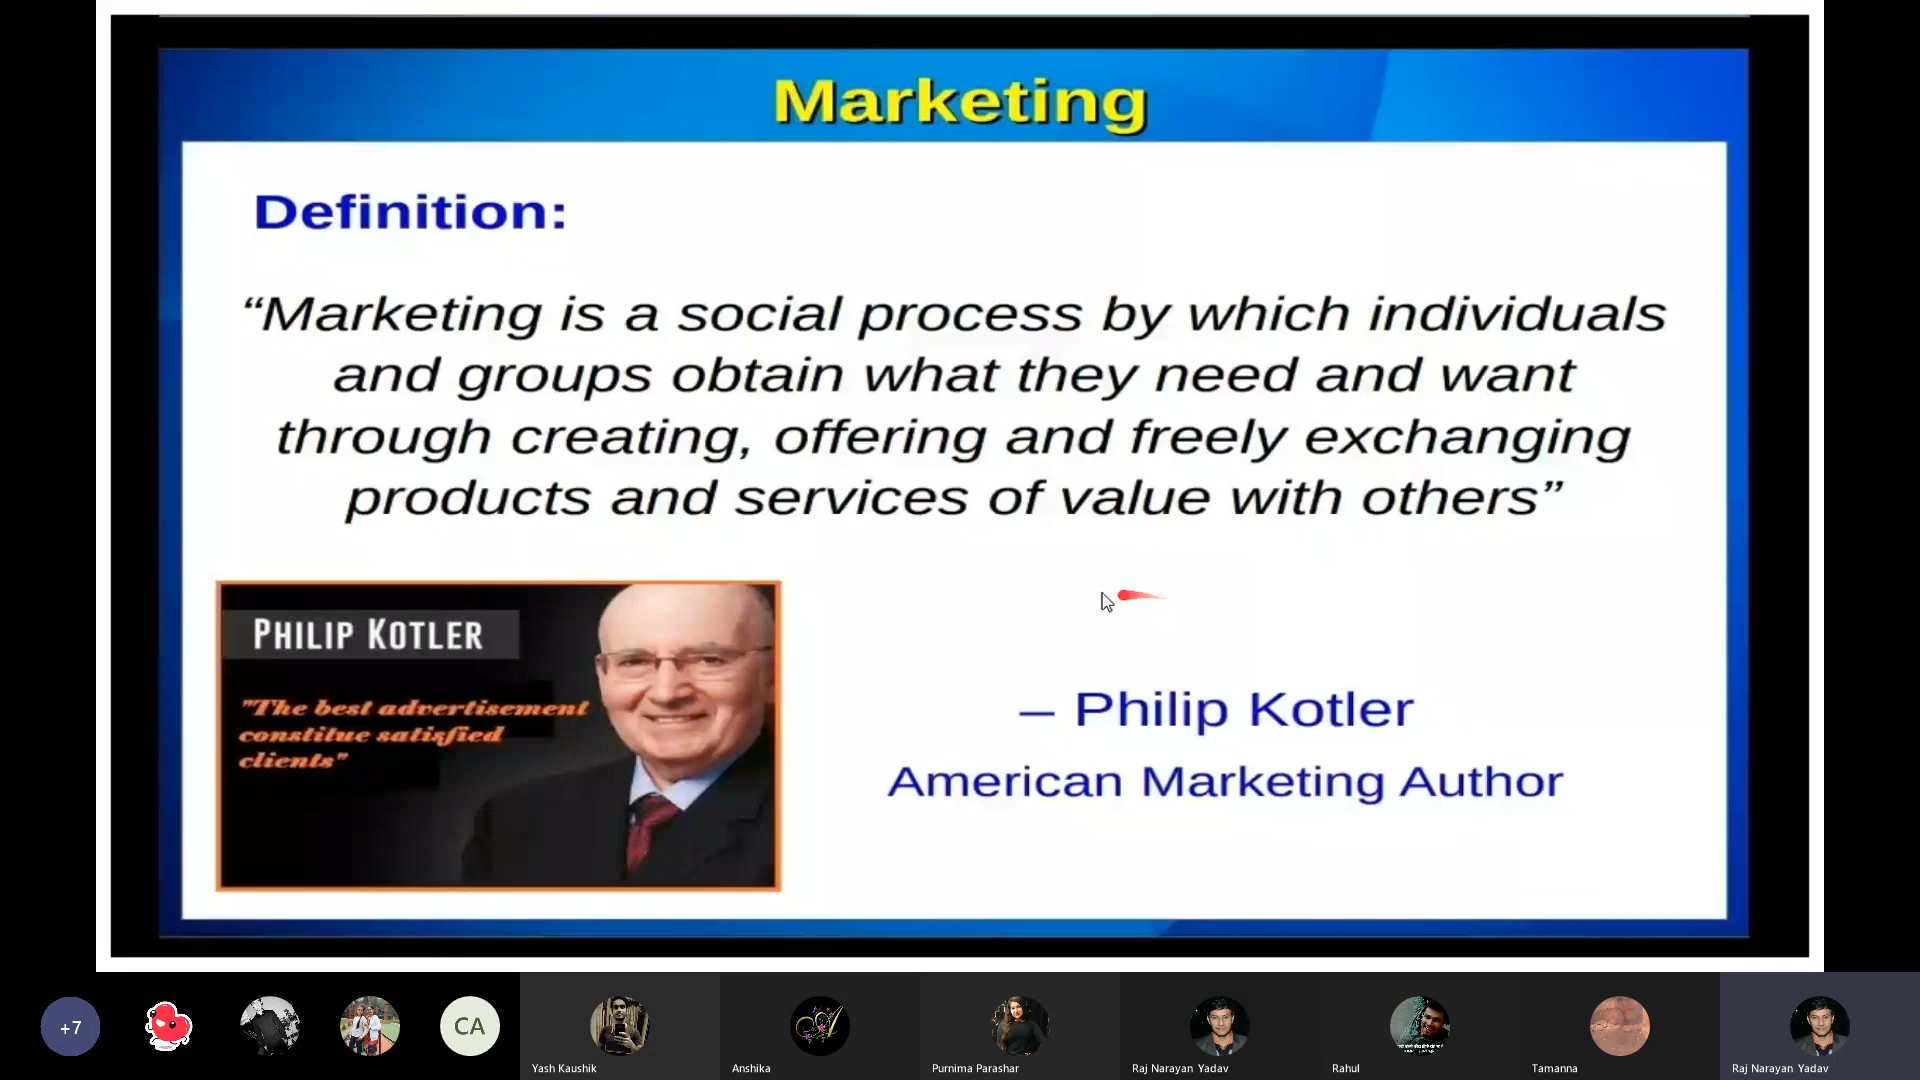 Marketing
Definition:
“Marketing is a social process by which individuals
and groups obtain what they need and want
through creating, offering and freely exchanging
products and services of value with others”
PHILIP KOTLER
"The best advertisement
constitue satisfied
clients"
– Philip Kotler
American Marketing Author
+7
CA
Yash Kaushik
Anshika
Purnima Parashar
Raj Narayan Yadav
Rahul
Tamanna
Raj Narayan Yadav